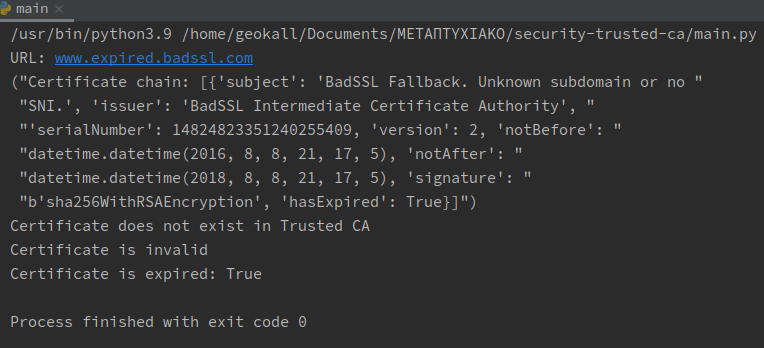 main
/usr/bin/python3.9 /home/geokall/Documents/ΜΕΤΑΠΤΥΧΙΑΚΟ/security-trusted-ca/main.py
URL: www.expired.badssl.com
("Certificate chain: [{'subject': 'BadSSL Fallback. Unknown subdomain or no "
"SNI.', 'issuer': 'BadSSL Intermediate Certificate Authority', "
"'serialNumber': 14824823351240255409, 'version': 2, 'notBefore': "
"datetime.datetime(2016, 8, 8, 21, 17, 5), 'notAfter': "
"datetime.datetime(2018, 8, 8, 21, 17, 5), 'signature': "
"b'sha256WithRSAEncryption', 'hasExpired': True}]")
Certificate does not exist in Trusted CA
Certificate is invalid
Certificate is expired: True
Process finished with exit code 0